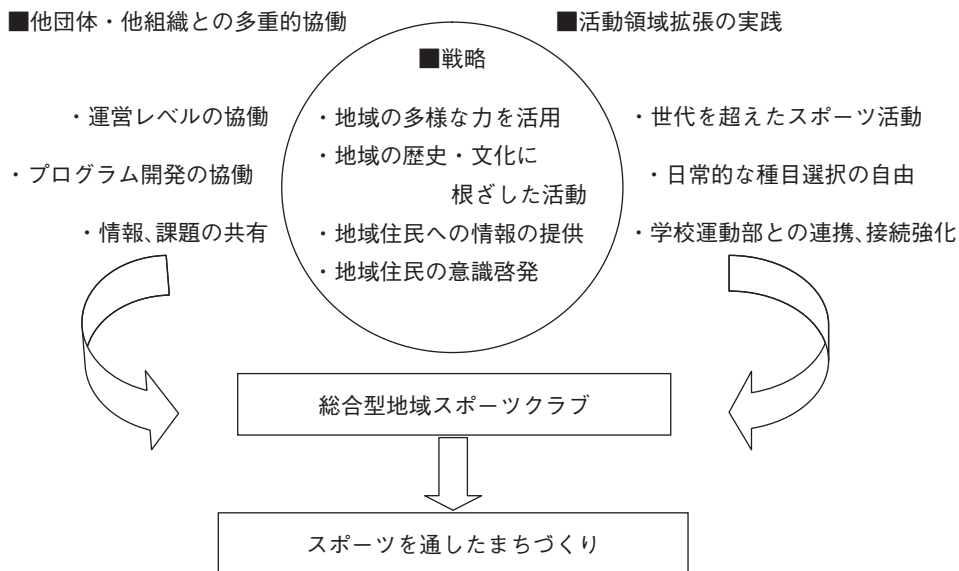 ■他団体・他組織との多重的協働
・運営レベルの協働
・プログラム開発の協働
・情報、課題の共有
■戦略
・地域の多様な力を活用
・地域の歴史・文化に
根ざした活動
・地域住民への情報の提供
・地域住民の意識啓発
■活動領域拡張の実践
・世代を超えたスポーツ活動
・日常的な種目選択の自由
・学校運動部との連携、接続強化
総合型地域スポーツクラブ
スポーツを通したまちづくり